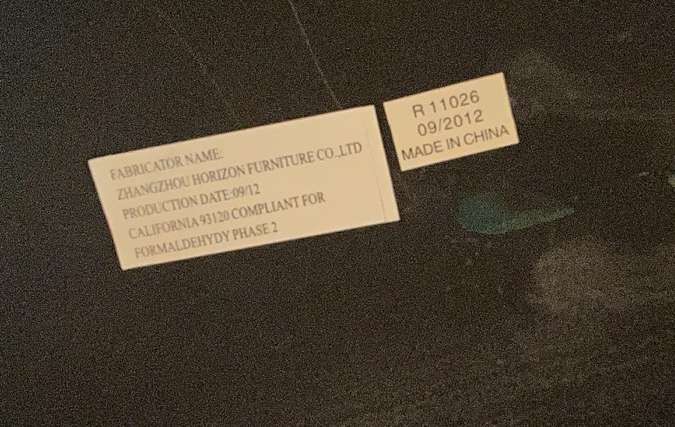 FABRICATOR NAME:
ZHANGZHOU HORIZON FURNITURE CO.,LTD
PRODUCTION DATE:09/12
CALIFORNIA 93120 COMPLIANT FOR
FORMALDEHYDY PHASE 2
R 11026
09/2012
MADE IN CHINA